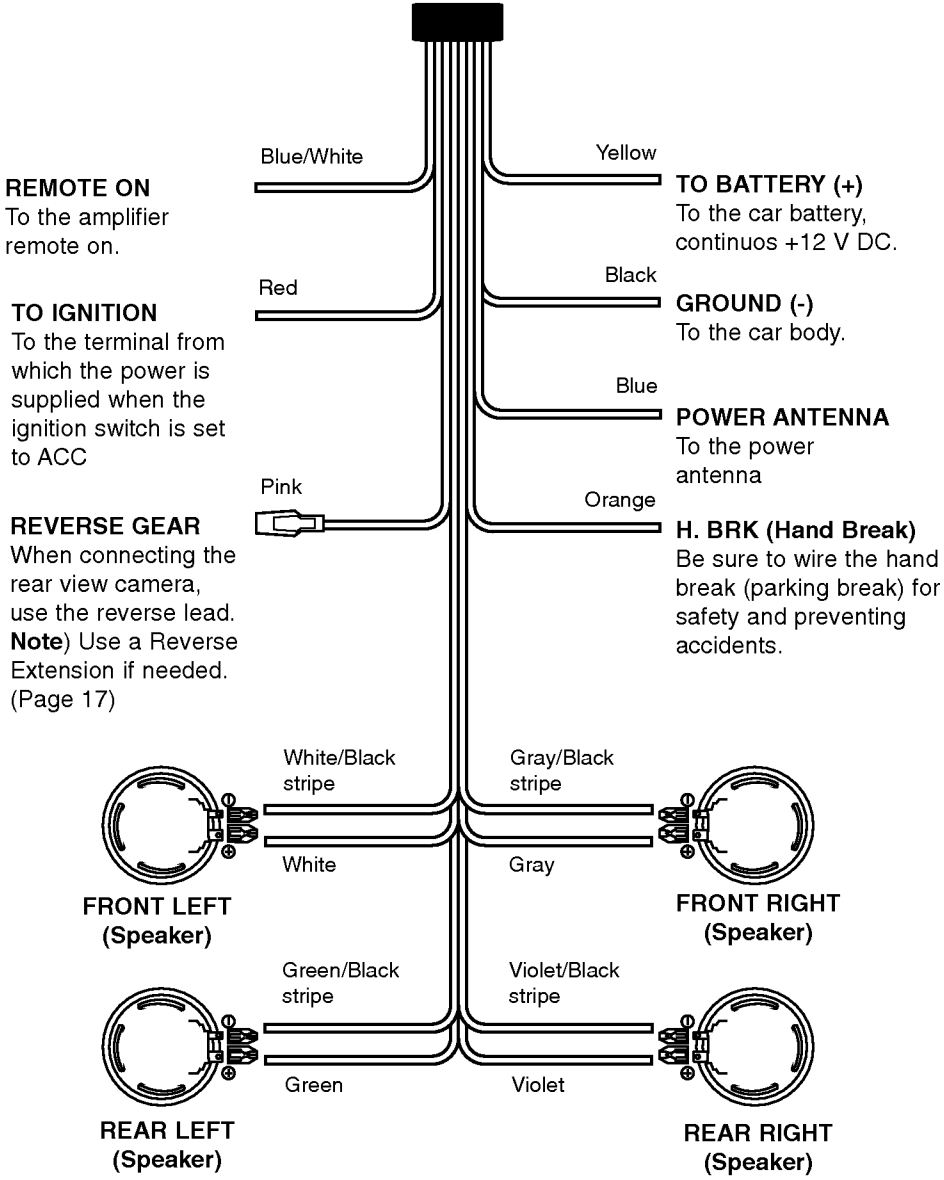 Blue/White
REMOTE ON
To the amplifier
remote on.
Red
TO IGNITION
To the terminal from
which the power is
supplied when the
ignition switch is set
to ACC
Pink
REVERSE GEAR
When connecting the
rear view camera,
use the reverse lead.
Note) Use a Reverse
Extension if needed.
(Page 17)
Yellow
TO BATTERY (+)
To the car battery,
continuos +12 V DC.
Black
GROUND (-)
To the car body.
Blue
POWER ANTENNA
To the power
antenna
Orange
H. BRK (Hand Break)
Be sure to wire the hand
break (parking break) for
safety and preventing
accidents.
White/Black
stripe
White
FRONT LEFT
(Speaker)
Gray/Black
stripe
Gray
FRONT RIGHT
(Speaker)
Green/Black
stripe
Green
REAR LEFT
(Speaker)
Violet/Black
stripe
Violet
REAR RIGHT
(Speaker)